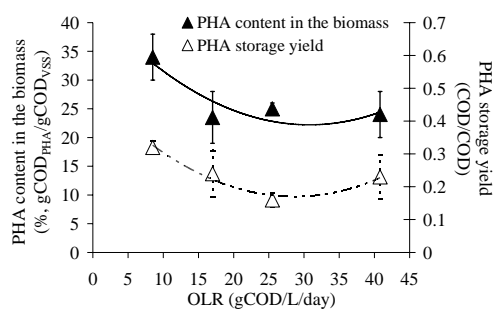 PHA content in the biomass
(%, gCOD_PHA/gCOD_VSS)
40
35
30
25
20
15
10
5
0
PHA content in the biomass
PHA storage yield
0.7
0.6
0.5
0.4
0.3
0.2
0.1
0
PHA storage yield
(COD/COD)
0 5 10 15 20 25 30 35 40 45
OLR (gCOD/L/day)